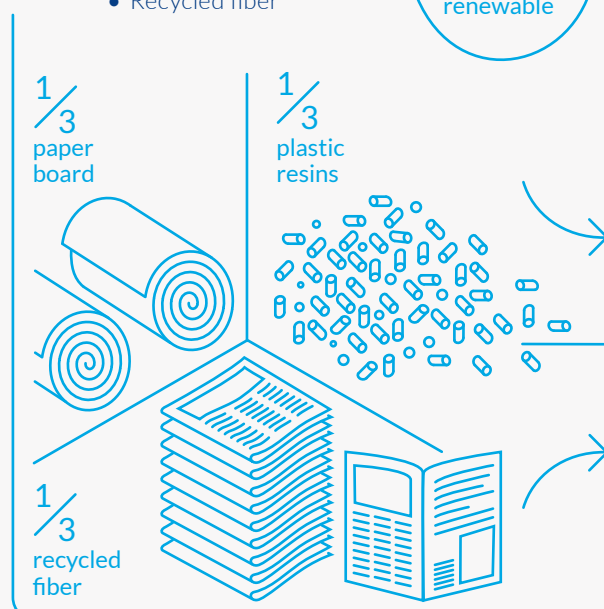 • Recycled fiber
renewable
1/3
paper
board
1/3
plastic
resins
1/3
recycled
fiber